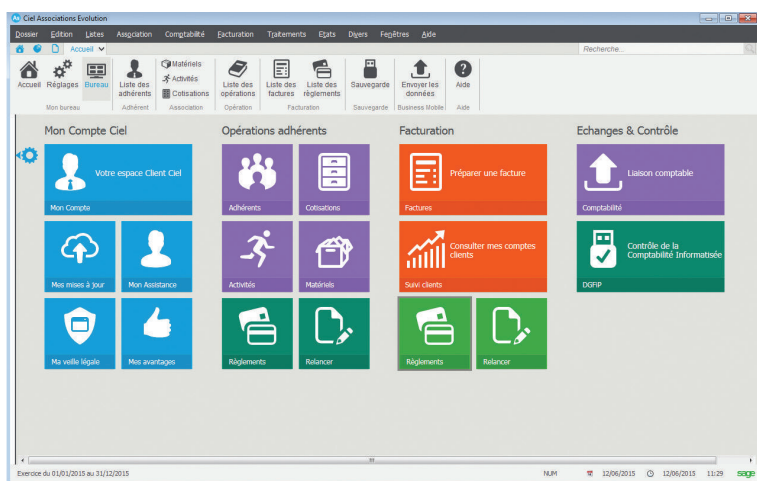 Ciel Associations Evolution
Dossier Edition Listes Association Comptabilité Facturation Traitements Etats Divers Fenêtres Aide
Accueil
Recherche...
Accueil Réglages Bureau
Mon bureau
Liste des adhérents
Adhérent
Matériels
Activités
Cotisations
Association
Liste des opérations
Opération
Liste des factures
Liste des règlements
Facturation
Sauvegarde
Sauvegarde
Envoyer les données
Business Mobile
Aide
Aide
Mon Compte Ciel
Votre espace Client Ciel
Mon Compte
Mes mises à jour
Mon Assistance
Ma veille légale
Mes avantages
Opérations adhérents
Adhérents
Cotisations
Activités
Matériels
Règlements
Relancer
Facturation
Préparer une facture
Factures
Consulter mes comptes
clients
Suivi clients
Règlements
Relancer
Echanges & Contrôle
Liaison comptable
Comptabilité
Contrôle de la
Comptabilité Informatisée
DGFiP
Exercice du 01/01/2015 au 31/12/2015
NUM
12/06/2015
12/06/2015
11:29
sage